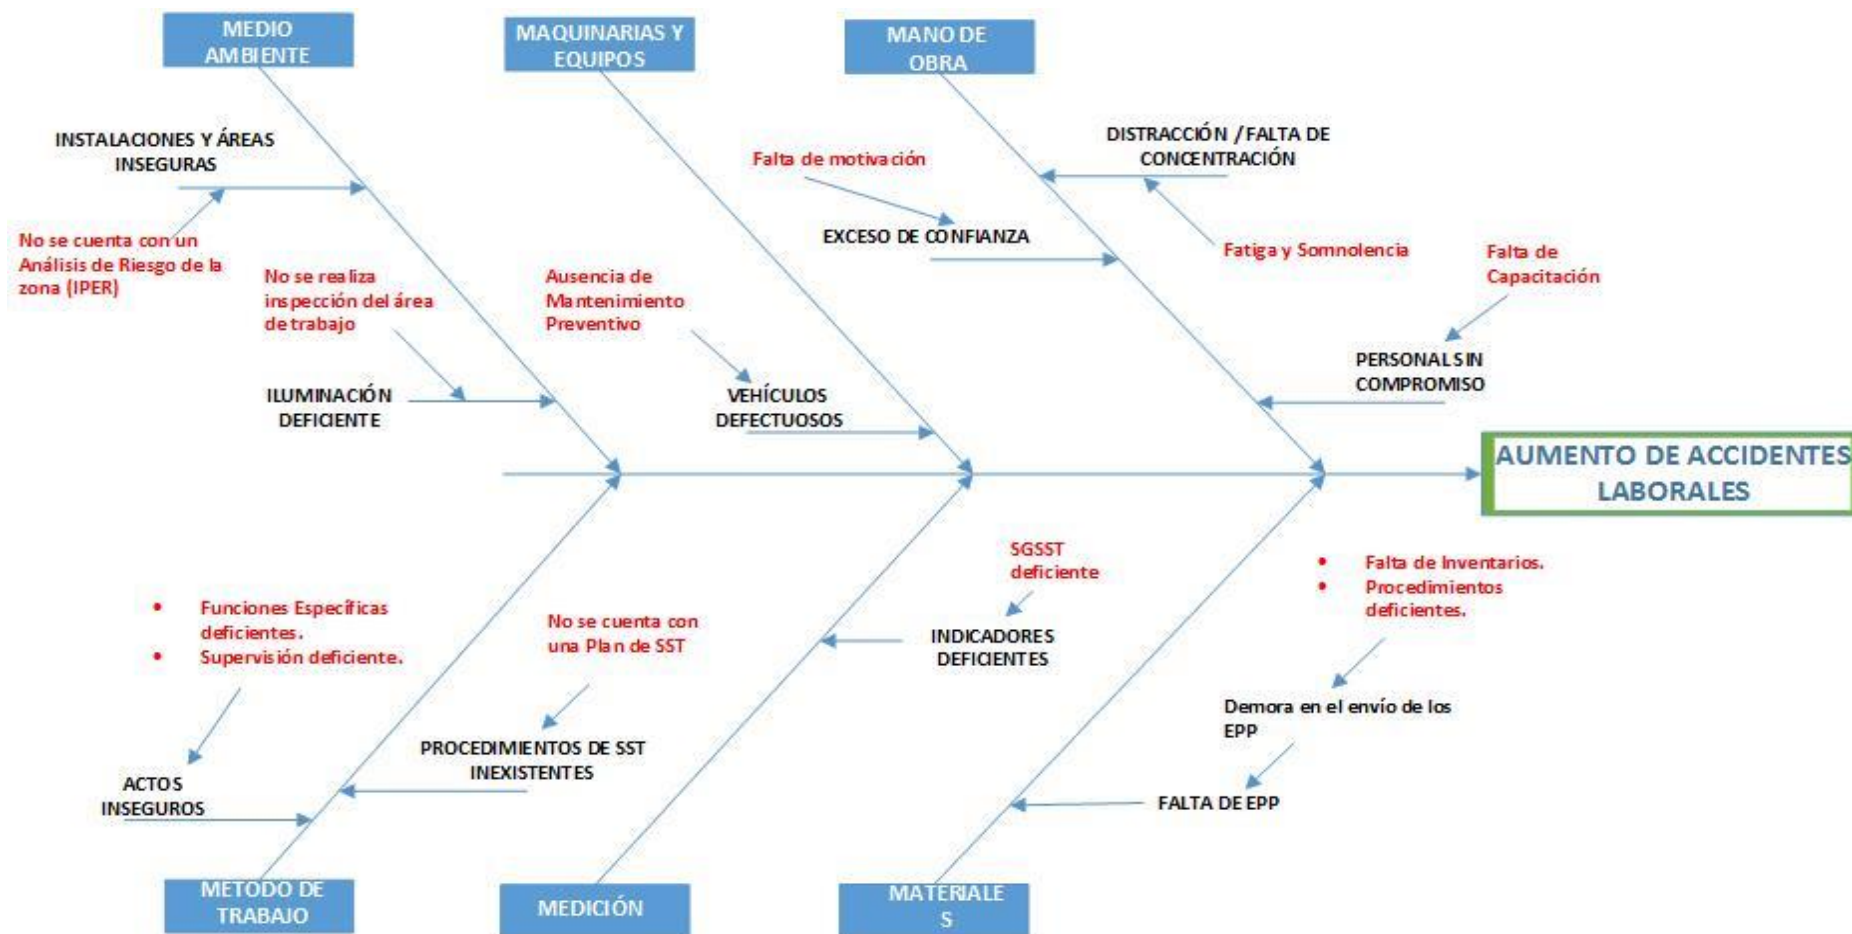 MEDIO
AMBIENTE
MAQUINARIAS Y
EQUIPOS
MANO DE
OBRA
INSTALACIONES Y ÁREAS
INSEGURAS
No se cuenta con un
Análisis de Riesgo de la
zona (IPER)
No se realiza
inspección del área
de trabajo
ILUMINACIÓN
DEFICIENTE
Ausencia de
Mantenimiento
Preventivo
VEHÍCULOS
DEFECTUOSOS
Falta de motivación
EXCESO DE CONFIANZA
DISTRACCIÓN /FALTA DE
CONCENTRACIÓN
Fatiga y Somnolencia
Falta de
Capacitación
PERSONAL SIN
COMPROMISO
AUMENTO DE ACCIDENTES
LABORALES
• Funciones Específicas
deficientes.
• Supervisión deficiente.
ACTOS
INSEGUROS
No se cuenta con
una Plan de SST
PROCEDIMIENTOS DE SST
INEXISTENTES
SGSST
deficiente
INDICADORES
DEFICIENTES
• Falta de Inventarios.
• Procedimientos
deficientes.
Demora en el envío de los
EPP
FALTA DE EPP
METODO DE
TRABAJO
MEDICIÓN
MATERIALE
S